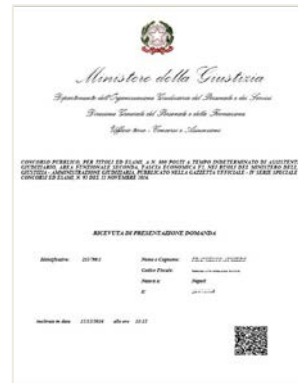 Ministero della Giustizia
Dipartimento dell'Organizzazione Giudiziaria del Personale e dei Servizi
Direzione Generale del Personale e della Formazione
Ufficio terzo - Concorsi e Assunzioni
CONCORSO PUBBLICO, PER TITOLI ED ESAMI, A N. 800 POSTI A TEMPO INDETERMINATO DI ASSISTENTE
GIUDIZIARIO, AREA FUNZIONALE SECONDA, FASCIA ECONOMICA F2, NEI RUOLI DEL MINISTERO DELLA
GIUSTIZIA - AMMINISTRAZIONE GIUDIZIARIA, PUBBLICATO NELLA GAZZETTA UFFICIALE - IV SERIE SPECIALE
CONCORSI ED ESAMI, N. 92 DEL 22 NOVEMBRE 2016
RICEVUTA DI PRESENTAZIONE DOMANDA
Identificativo: Nome e Cognome:
Codice Fiscale:
Nato/a a: Napoli
il:
inoltrata in data alle ore